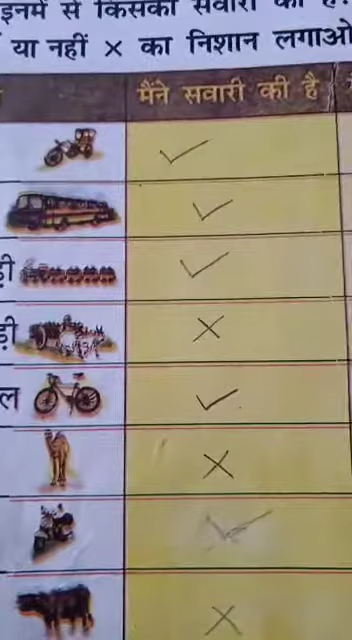 इनमें से किसकी सवारी की है
या नहीं × का निशान लगाओ
मैंने सवारी की है
✓
✓
ड़ी ✓
ड़ी ×
ल ✓
×
✓
×